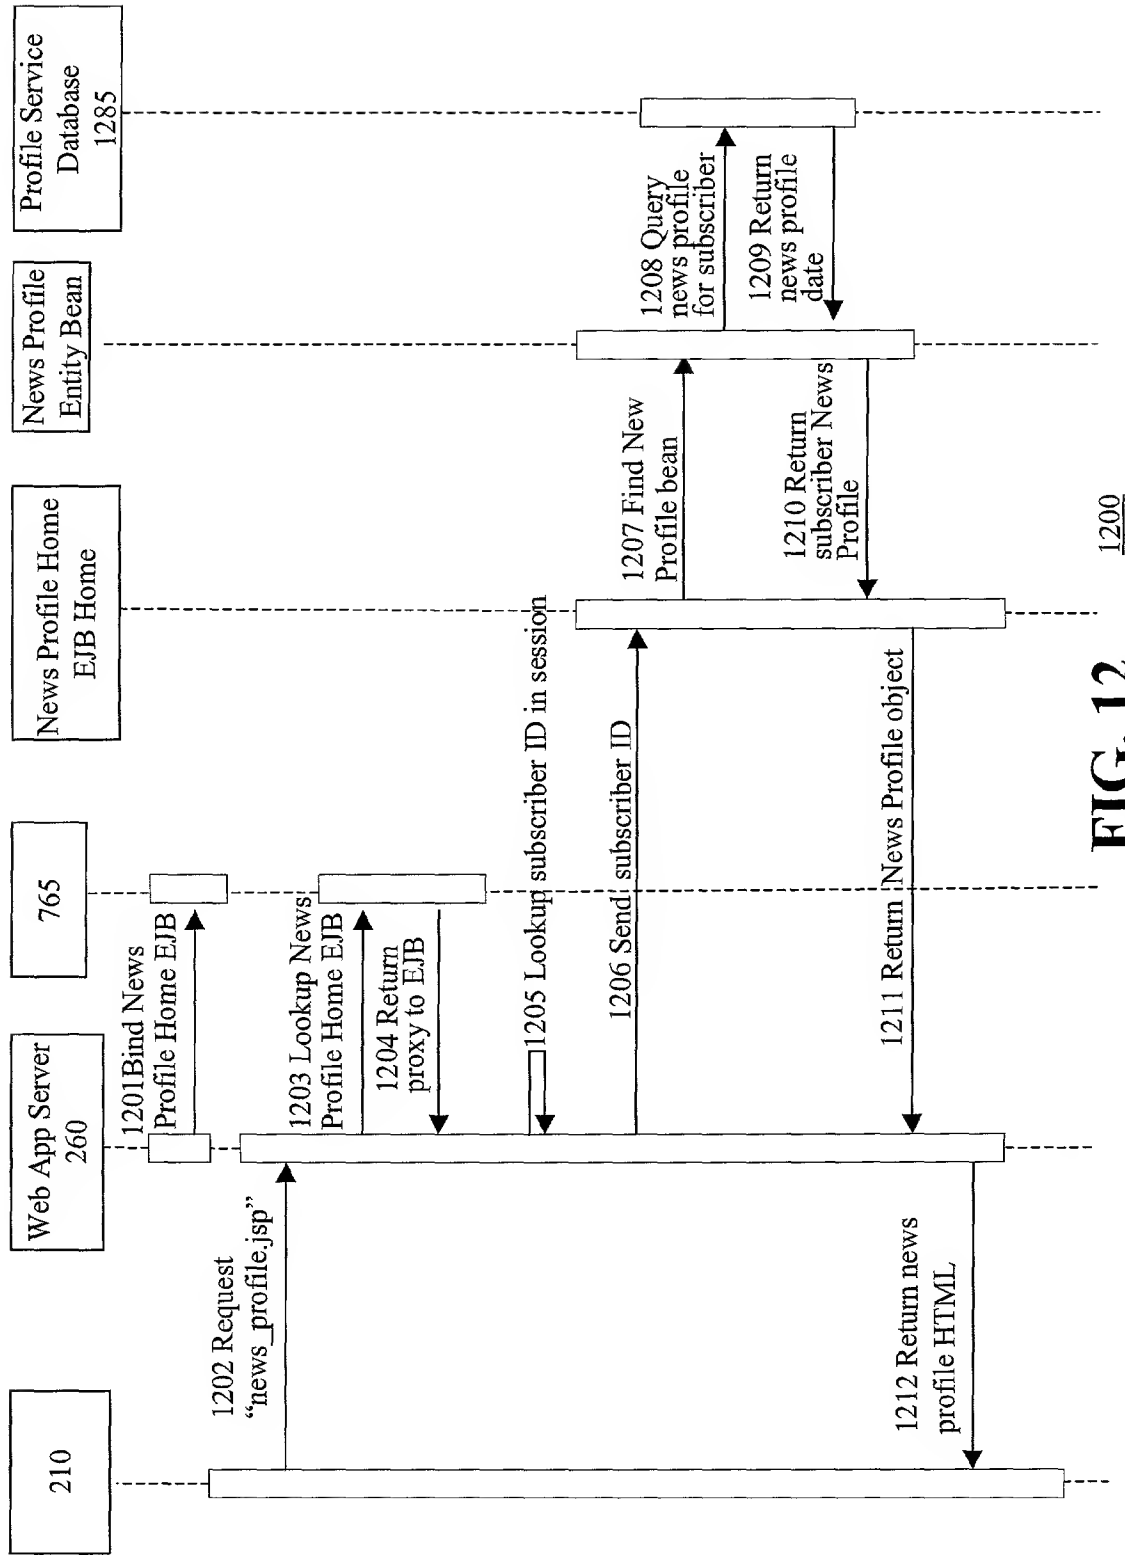 210
Web App Server
260
765
News Profile Home
EJB Home
News Profile
Entity Bean
Profile Service
Database
1285
1201Bind News
Profile Home EJB
1202 Request
“news_profile.jsp”
1203 Lookup News
Profile Home EJB
1204 Return
proxy to EJB
1205 Lookup subscriber ID in session
1206 Send subscriber ID
1207 Find New
Profile bean
1208 Query
news profile
for subscriber
1209 Return
news profile
date
1210 Return
subscriber News
Profile
1211 Return News Profile object
1212 Return news
profile HTML
1200
FIG. 12